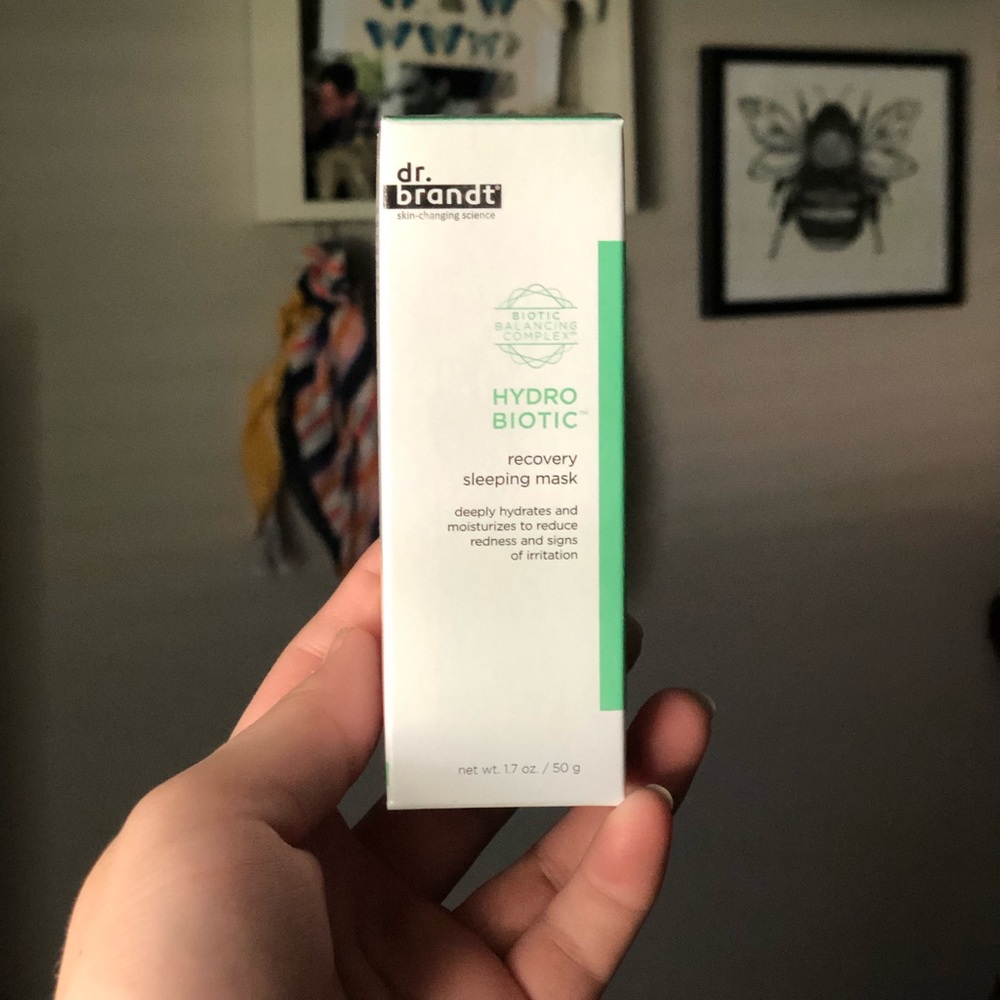 dr.
brandt®
skin-changing science
BIOTIC
BALANCING
COMPLEX™
HYDRO
BIOTIC™
recovery
sleeping mask
deeply hydrates and
moisturizes to reduce
redness and signs
of irritation
net wt. 1.7 oz. / 50 g